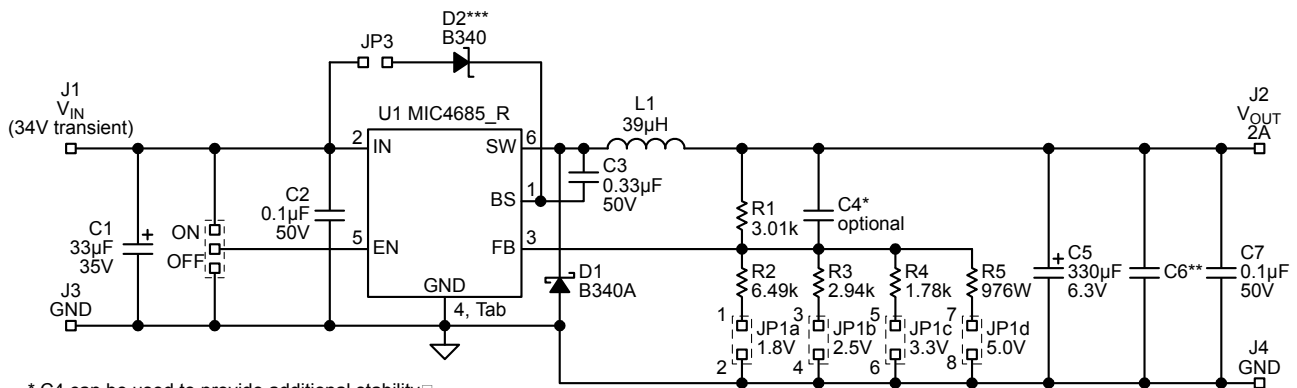 D2***
B340
JP3
J1
VIN
(34V transient)
U1 MIC4685_R
L1
39µH
J2
VOUT
2A
2
IN
SW
6
C3
0.33µF
50V
BS
1
C2
0.1µF
50V
R1
3.01k
C4*
optional
C1
+
33µF
35V
ON
OFF
5
EN
FB
3
C5
+
330µF
6.3V
C6**
C7
0.1µF
50V
D1
B340A
R2
6.49k
R3
2.94k
R4
1.78k
R5
976W
J3
GND
GND
4, Tab
1
JP1a
1.8V
2
3
JP1b
2.5V
4
5
JP1c
3.3V
6
7
JP1d
5.0V
8
J4
GND
* C4 can be used to provide additional stability□